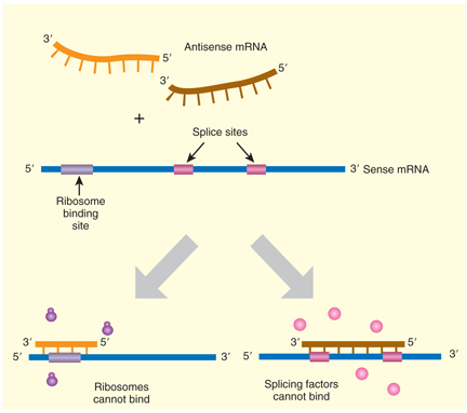 3′
Antisense mRNA
5′
3′
5′
+
Splice sites
5′
3′ Sense mRNA
Ribosome
binding
site
3′
5′
5′
3′
Ribosomes
cannot bind
3′
5′
5′
3′
Splicing factors
cannot bind